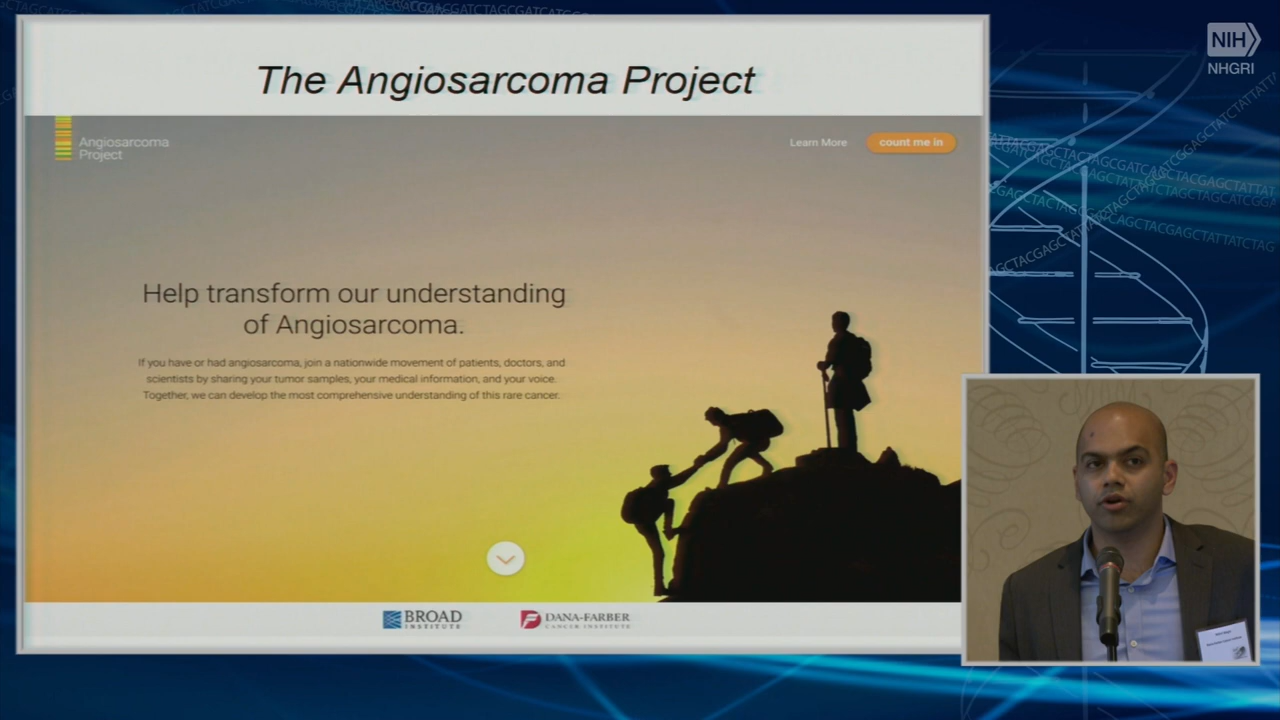 The Angiosarcoma Project
Angiosarcoma
Project
Learn More
count me in
Help transform our understanding
of Angiosarcoma.
If you have or had angiosarcoma, join a nationwide movement of patients, doctors, and
scientists by sharing your tumor samples, your medical information, and your voice.
Together, we can develop the most comprehensive understanding of this rare cancer.
BROAD
INSTITUTE
DANA-FARBER
CANCER INSTITUTE
NIH
NHGRI